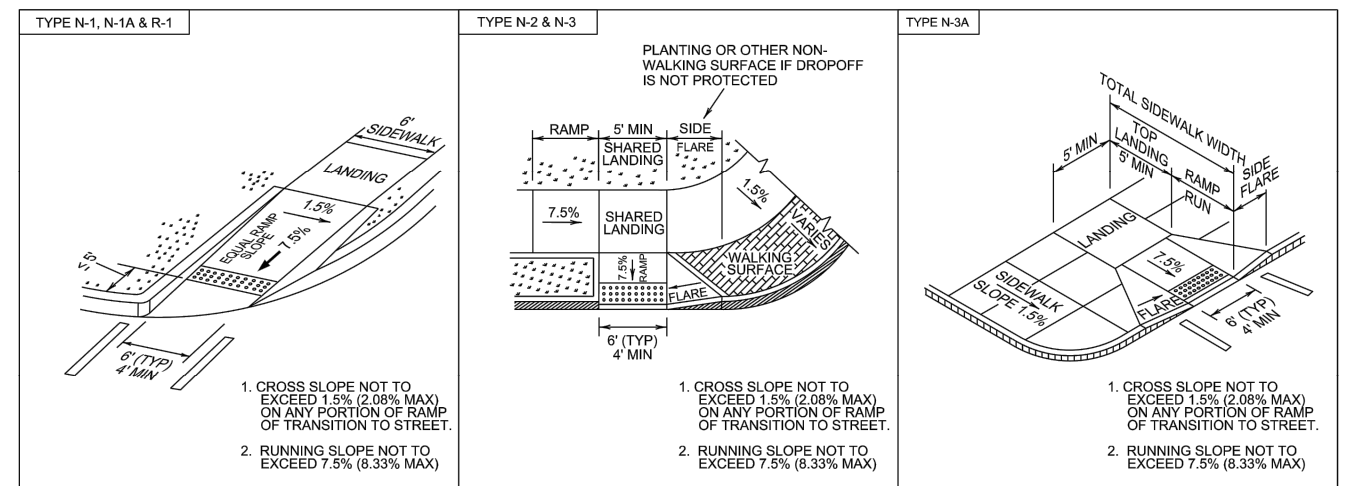 TYPE N-1, N-1A & R-1
6'
SIDEWALK
LANDING
1.5%
EQUAL RAMP
SLOPE
7.5%
6' (TYP)
4' MIN
1. CROSS SLOPE NOT TO
EXCEED 1.5% (2.08% MAX)
ON ANY PORTION OF RAMP
OF TRANSITION TO STREET.
2. RUNNING SLOPE NOT TO
EXCEED 7.5% (8.33% MAX)
TYPE N-2 & N-3
PLANTING OR OTHER NON-
WALKING SURFACE IF DROPOFF
IS NOT PROTECTED
RAMP
5' MIN
SIDE
SHARED
LANDING
FLARE
1.5%
7.5%
SHARED
LANDING
VARIES
WALKING
SURFACE
7.5%
RAMP
FLARE
6' (TYP)
4' MIN
1. CROSS SLOPE NOT TO
EXCEED 1.5% (2.08% MAX)
ON ANY PORTION OF RAMP
OF TRANSITION TO STREET.
2. RUNNING SLOPE NOT TO
EXCEED 7.5% (8.33% MAX)
TYPE N-3A
TOTAL SIDEWALK WIDTH
5' MIN
TOP
LANDING
5' MIN
RAMP
RUN
SIDE
FLARE
LANDING
7.5%
SIDEWALK
SLOPE 1.5%
FLARE
6' (TYP)
4' MIN
1. CROSS SLOPE NOT TO
EXCEED 1.5% (2.08% MAX)
ON ANY PORTION OF RAMP
OF TRANSITION TO STREET.
2. RUNNING SLOPE NOT TO
EXCEED 7.5% (8.33% MAX)